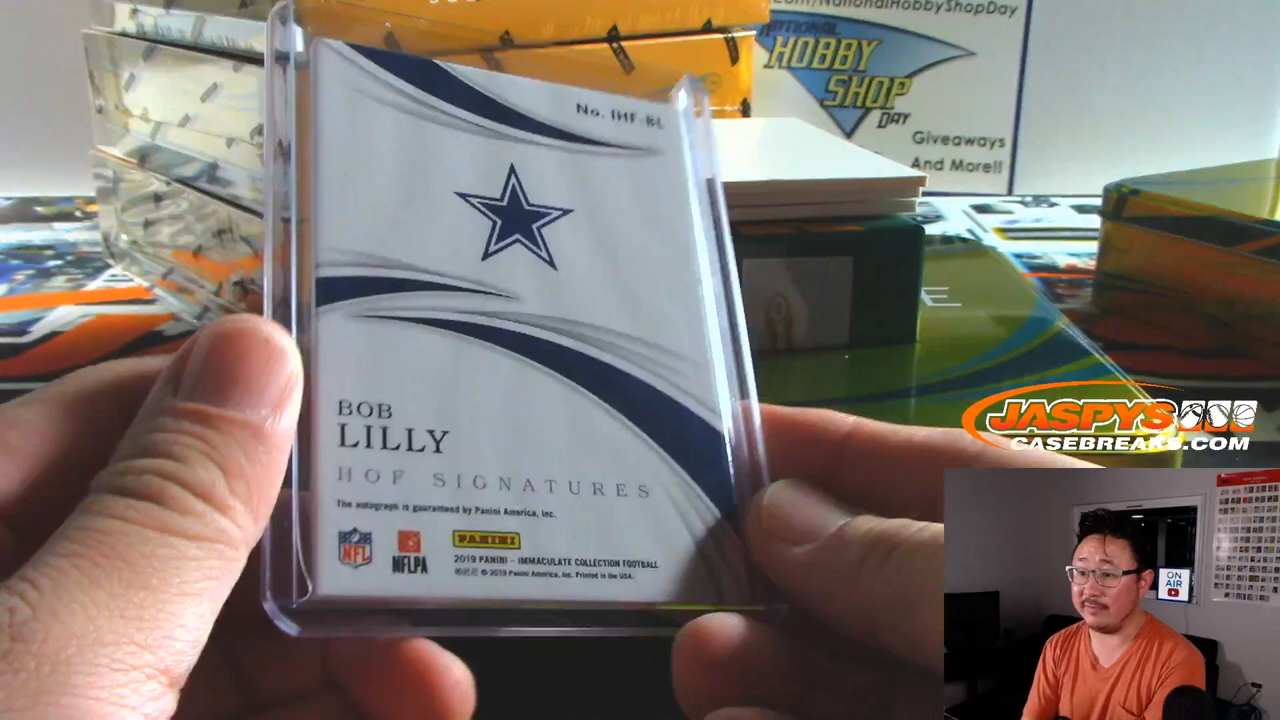 .com/NationalHobbyShopDay
NATIONAL
HOBBY
SHOP
DAY
Giveaways
And More!!
No. IHF-BL
BOB
LILLY
HOF SIGNATURES
The autograph is guaranteed by Panini America, Inc.
NFL
NFLPA
PANINI
2019 PANINI - IMMACULATE COLLECTION FOOTBALL
© 2019 Panini America, Inc. Printed in the USA.
JASPYS
CASEBREAKS.COM
ON
AIR